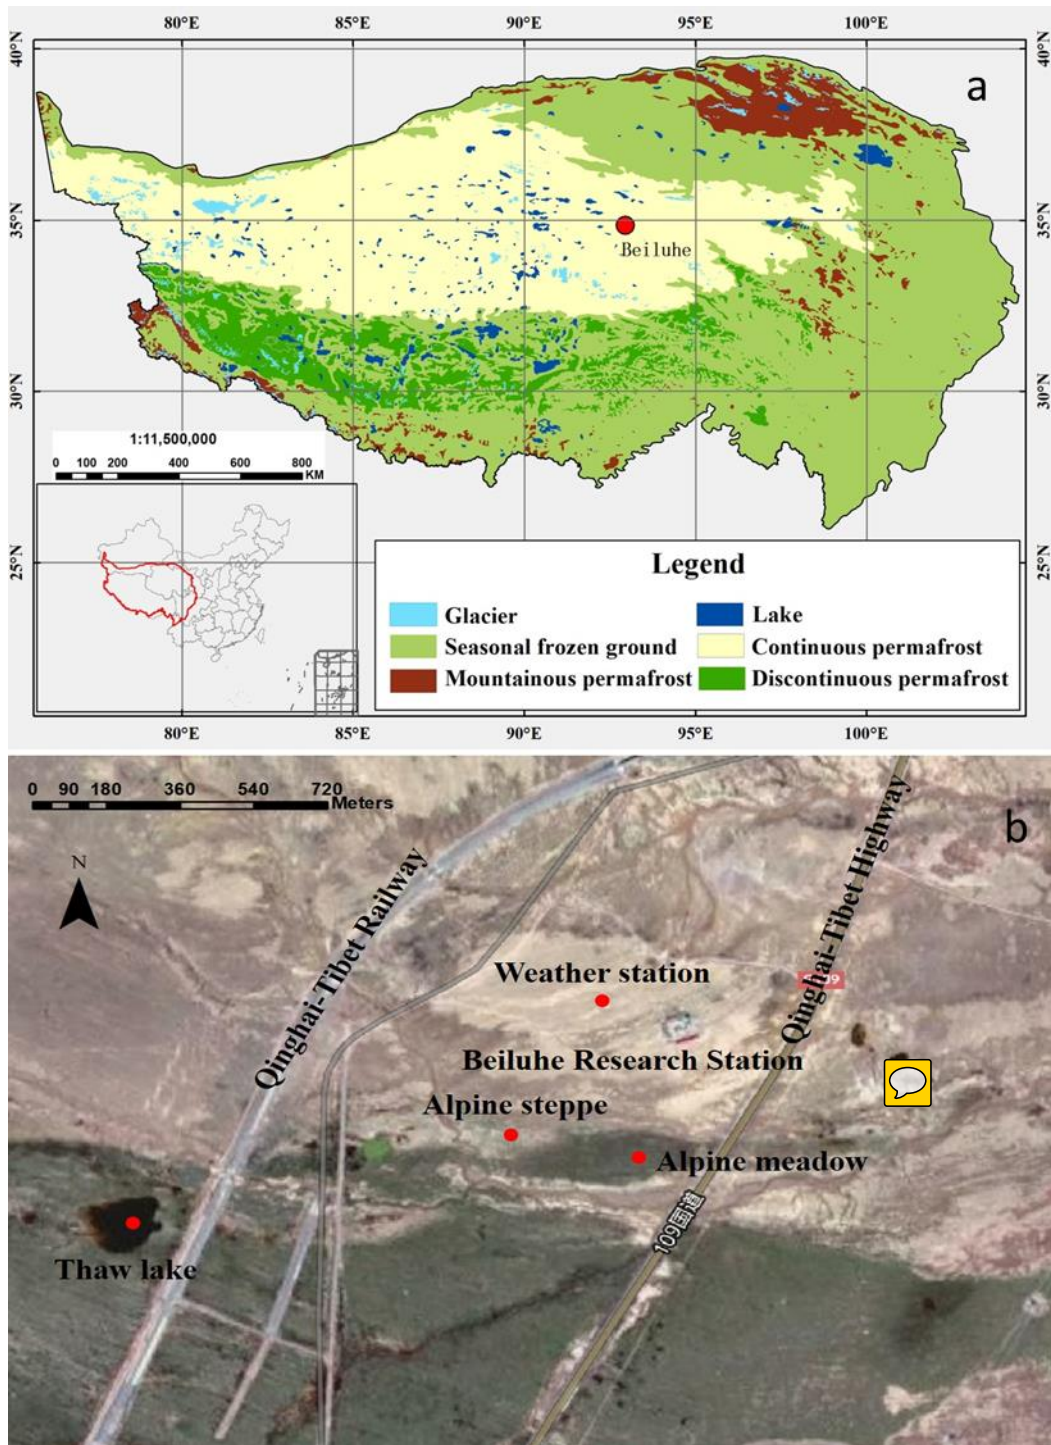 80°E 85°E 90°E 95°E 100°E
40°N 40°N
a
35°N 35°N
Beiluhe
30°N 30°N
1:11,500,000
0 100 200 400 600 800
KM
25°N 25°N
Legend
Glacier Lake
Seasonal frozen ground Continuous permafrost
Mountainous permafrost Discontinuous permafrost
80°E 85°E 90°E 95°E 100°E
0 90 180 360 540 720
Meters
b
N
Qinghai-Tibet Railway
Qinghai-Tibet Highway
Weather station
Beiluhe Research Station
Alpine steppe
Alpine meadow
109国道
Thaw lake